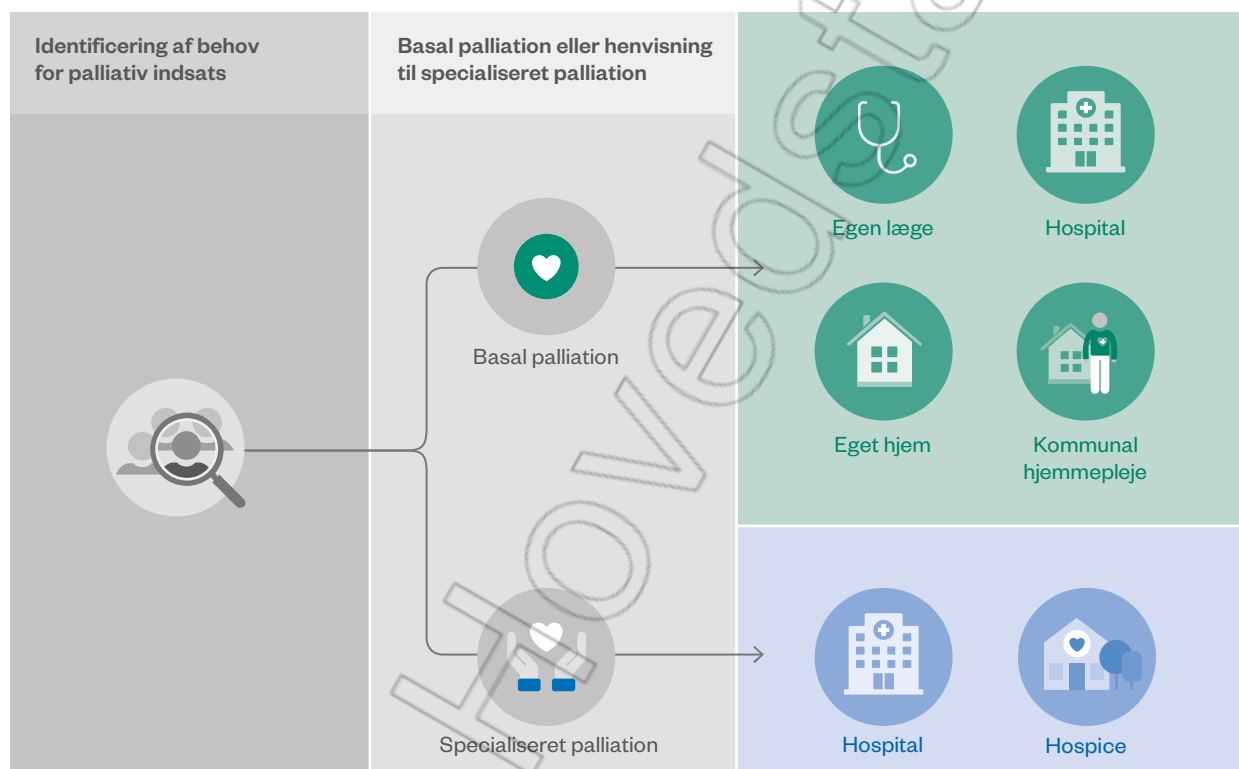 Identificering af behov
for palliativ indsats
Basal palliation eller henvisning
til specialiseret palliation
Egen læge
Hospital
Basal palliation
Eget hjem
Kommunal
hjemmepleje
Specialiseret palliation
Hospital
Hospice
Hovedsta